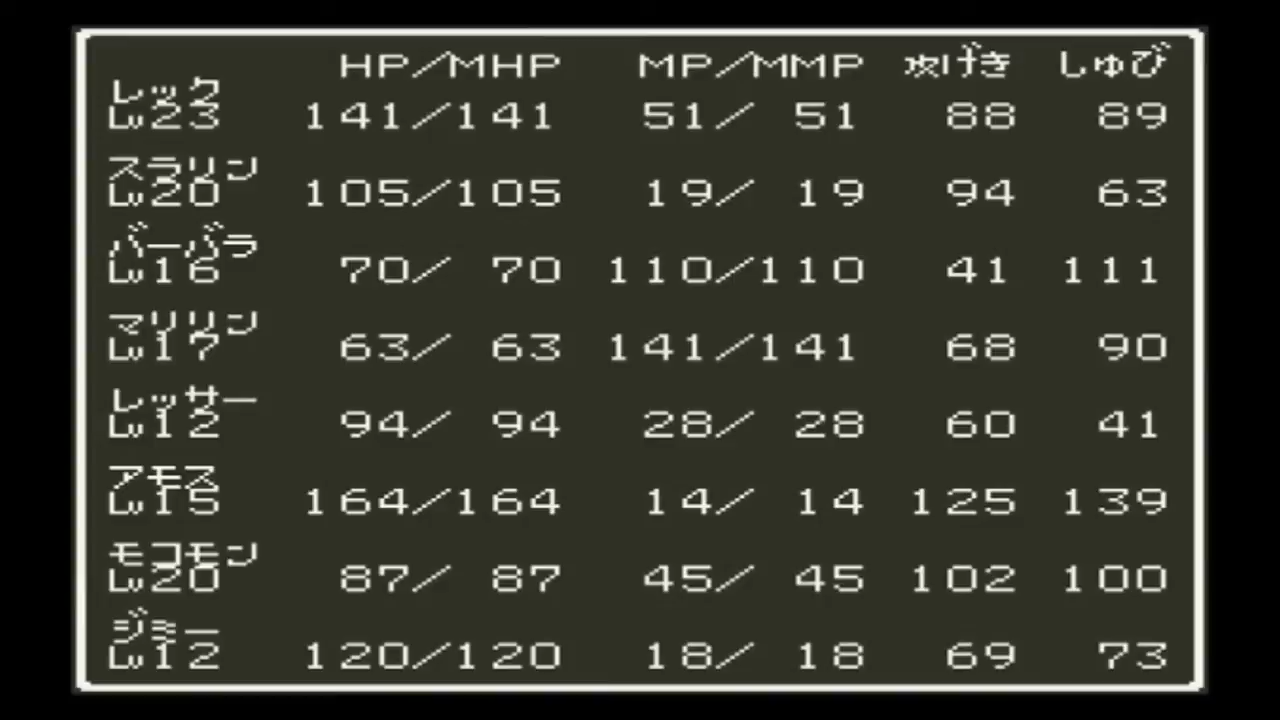 HP/MHP MP/MMP 攻げき しゅび
レック
Lv23 141/141 51/ 51 88 89
スラリン
Lv20 105/105 19/ 19 94 63
バーバラ
Lv16 70/ 70 110/110 41 111
マリリン
Lv17 63/ 63 141/141 68 90
レッサー
Lv12 94/ 94 28/ 28 60 41
アモス
Lv15 164/164 14/ 14 125 139
モコモン
Lv20 87/ 87 45/ 45 102 100
ジミー
Lv12 120/120 18/ 18 69 73